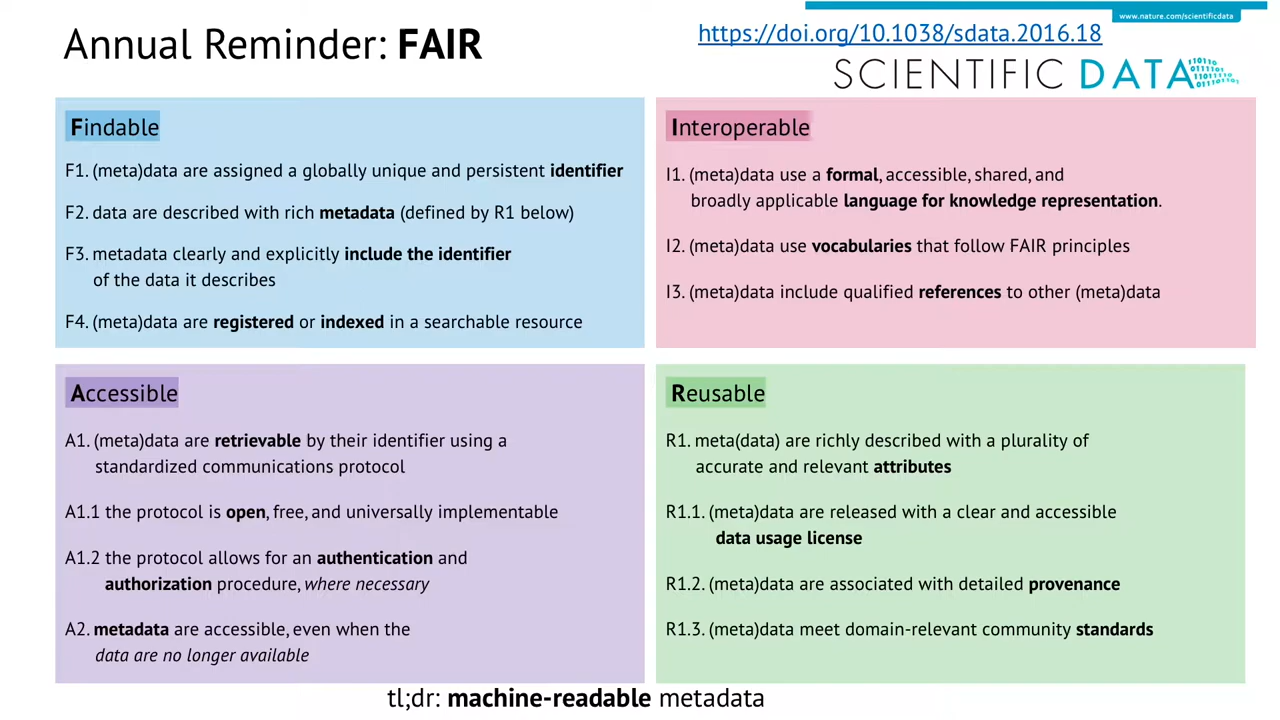 Annual Reminder: FAIR
https://doi.org/10.1038/sdata.2016.18
www.nature.com/scientificdata
SCIENTIFIC DATA
Findable
F1. (meta)data are assigned a globally unique and persistent identifier
F2. data are described with rich metadata (defined by R1 below)
F3. metadata clearly and explicitly include the identifier
of the data it describes
F4. (meta)data are registered or indexed in a searchable resource
Interoperable
I1. (meta)data use a formal, accessible, shared, and
broadly applicable language for knowledge representation.
I2. (meta)data use vocabularies that follow FAIR principles
I3. (meta)data include qualified references to other (meta)data
Accessible
A1. (meta)data are retrievable by their identifier using a
standardized communications protocol
A1.1 the protocol is open, free, and universally implementable
A1.2 the protocol allows for an authentication and
authorization procedure, where necessary
A2. metadata are accessible, even when the
data are no longer available
Reusable
R1. meta(data) are richly described with a plurality of
accurate and relevant attributes
R1.1. (meta)data are released with a clear and accessible
data usage license
R1.2. (meta)data are associated with detailed provenance
R1.3. (meta)data meet domain-relevant community standards
tl;dr: machine-readable metadata